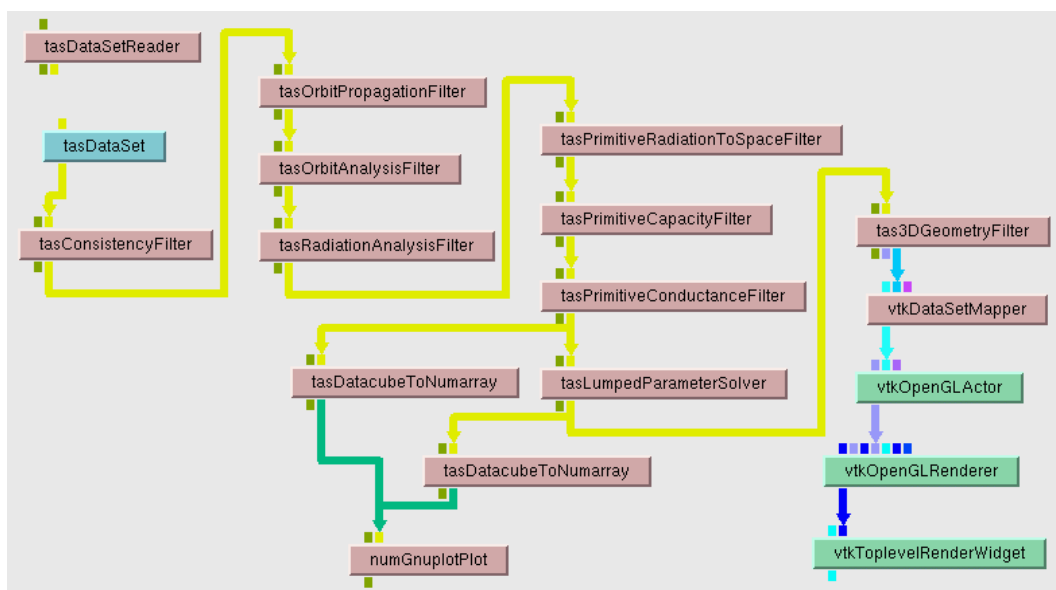 tasDataSetReader
tasDataSet
tasConsistencyFilter
tasOrbitPropagationFilter
tasOrbitAnalysisFilter
tasRadiationAnalysisFilter
tasPrimitiveRadiationToSpaceFilter
tasPrimitiveCapacityFilter
tasPrimitiveConductanceFilter
tasDatacubeToNumarray
tasLumpedParameterSolver
tasDatacubeToNumarray
numGnuplotPlot
tas3DGeometryFilter
vtkDataSetMapper
vtkOpenGLActor
vtkOpenGLRenderer
vtkToplevelRenderWidget